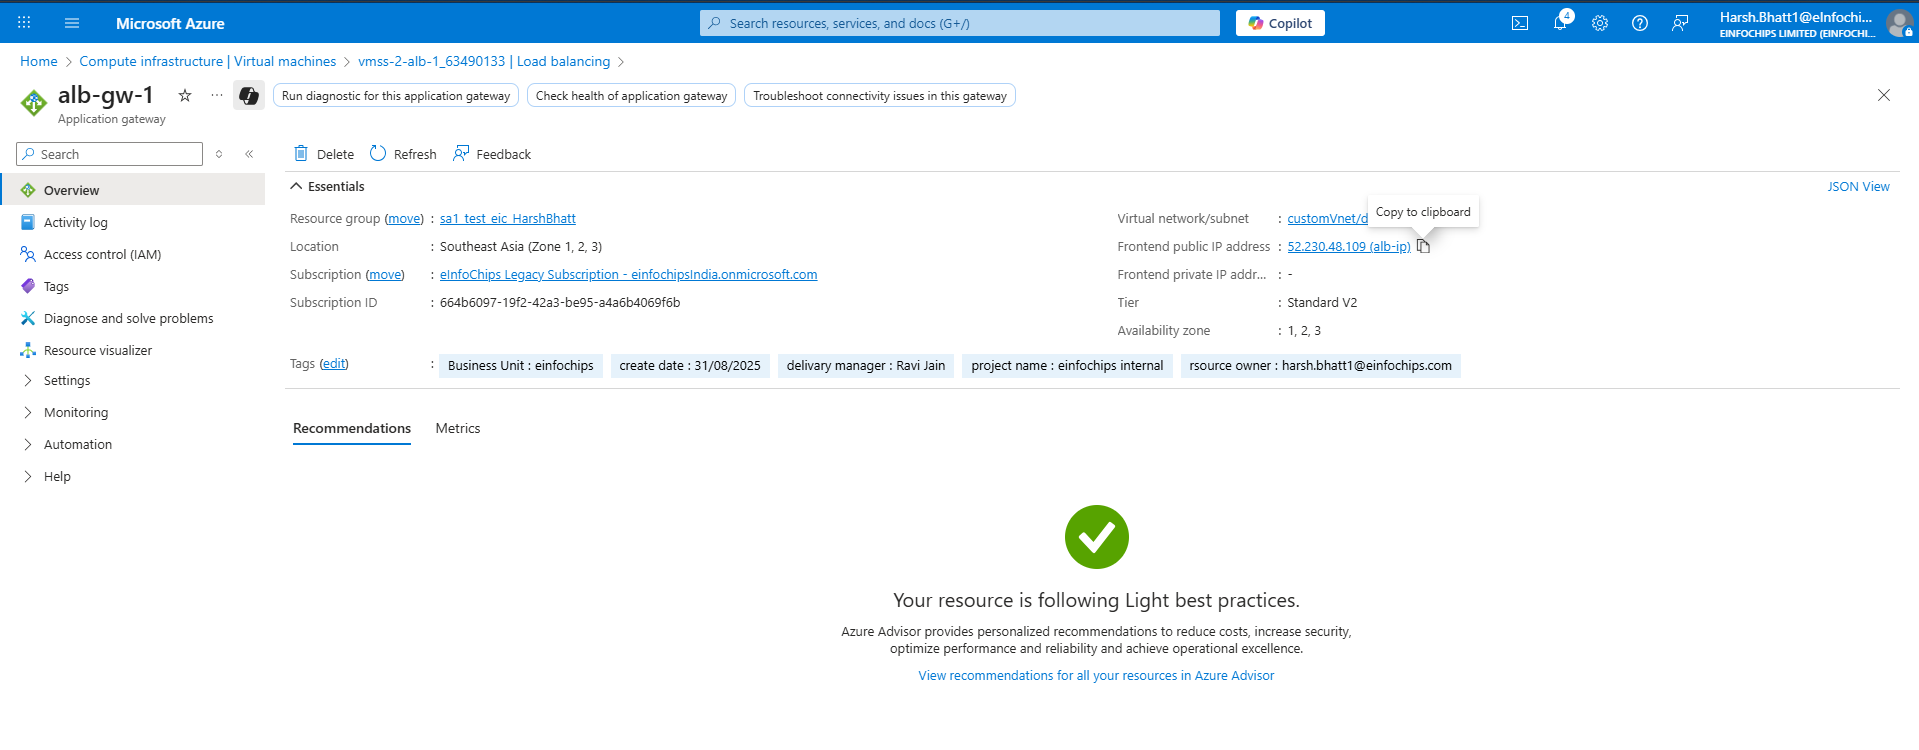 Microsoft Azure
Search resources, services, and docs (G+/)
Copilot
4
Harsh.Bhatt1@eInfochi...
EINFOCHIPS LIMITED (EINFOCHI...
Home > Compute infrastructure | Virtual machines > vmss-2-alb-1_63490133 | Load balancing >
alb-gw-1
Application gateway
Run diagnostic for this application gateway
Check health of application gateway
Troubleshoot connectivity issues in this gateway
Search
Overview
Activity log
Access control (IAM)
Tags
Diagnose and solve problems
Resource visualizer
Settings
Monitoring
Automation
Help
Delete
Refresh
Feedback
Essentials
JSON View
Resource group (move) : sa1_test_eic_HarshBhatt
Location : Southeast Asia (Zone 1, 2, 3)
Subscription (move) : eInfoChips Legacy Subscription - einfochipsIndia.onmicrosoft.com
Subscription ID : 664b6097-19f2-42a3-be95-a4a6b4069f6b
Virtual network/subnet : customVnet/d
Copy to clipboard
Frontend public IP address : 52.230.48.109 (alb-ip)
Frontend private IP addr... : -
Tier : Standard V2
Availability zone : 1, 2, 3
Tags (edit) : Business Unit : einfochips create date : 31/08/2025 delivary manager : Ravi Jain project name : einfochips internal rsource owner : harsh.bhatt1@einfochips.com
Recommendations
Metrics
Your resource is following Light best practices.
Azure Advisor provides personalized recommendations to reduce costs, increase security,
optimize performance and reliability and achieve operational excellence.
View recommendations for all your resources in Azure Advisor